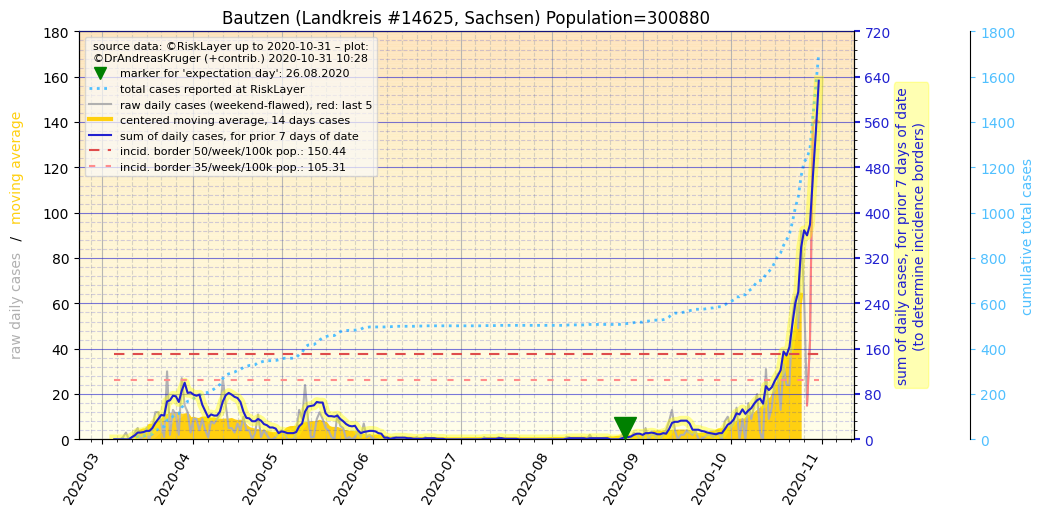 Bautzen (Landkreis #14625, Sachsen) Population=300880
source data: ©RiskLayer up to 2020-10-31 – plot:
©DrAndreasKruger (+contrib.) 2020-10-31 10:28
marker for 'expectation day': 26.08.2020
total cases reported at RiskLayer
raw daily cases (weekend-flawed), red: last 5
centered moving average, 14 days cases
sum of daily cases, for prior 7 days of date
incid. border 50/week/100k pop.: 150.44
incid. border 35/week/100k pop.: 105.31
raw daily cases / moving average
180
160
140
120
100
80
60
40
20
0
2020-03
2020-04
2020-05
2020-06
2020-07
2020-08
2020-09
2020-10
2020-11
720
640
560
480
400
320
240
160
80
0
sum of daily cases, for prior 7 days of date
(to determine incidence borders)
1800
1600
1400
1200
1000
800
600
400
200
0
cumulative total cases